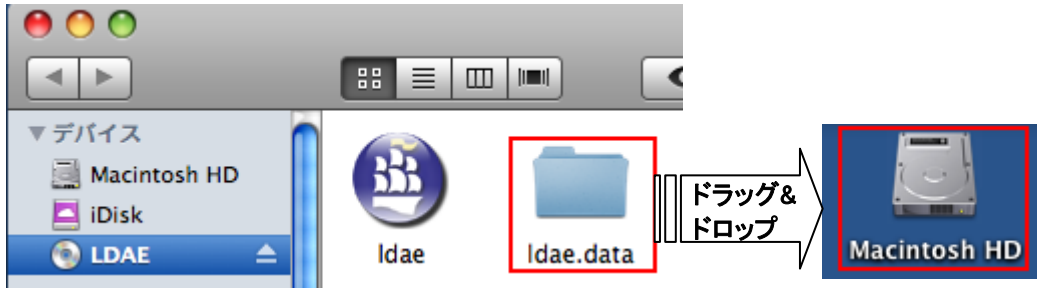 デバイス
Macintosh HD
iDisk
LDAE
ldae
ldae.data
ドラッグ&
ドロップ
Macintosh HD